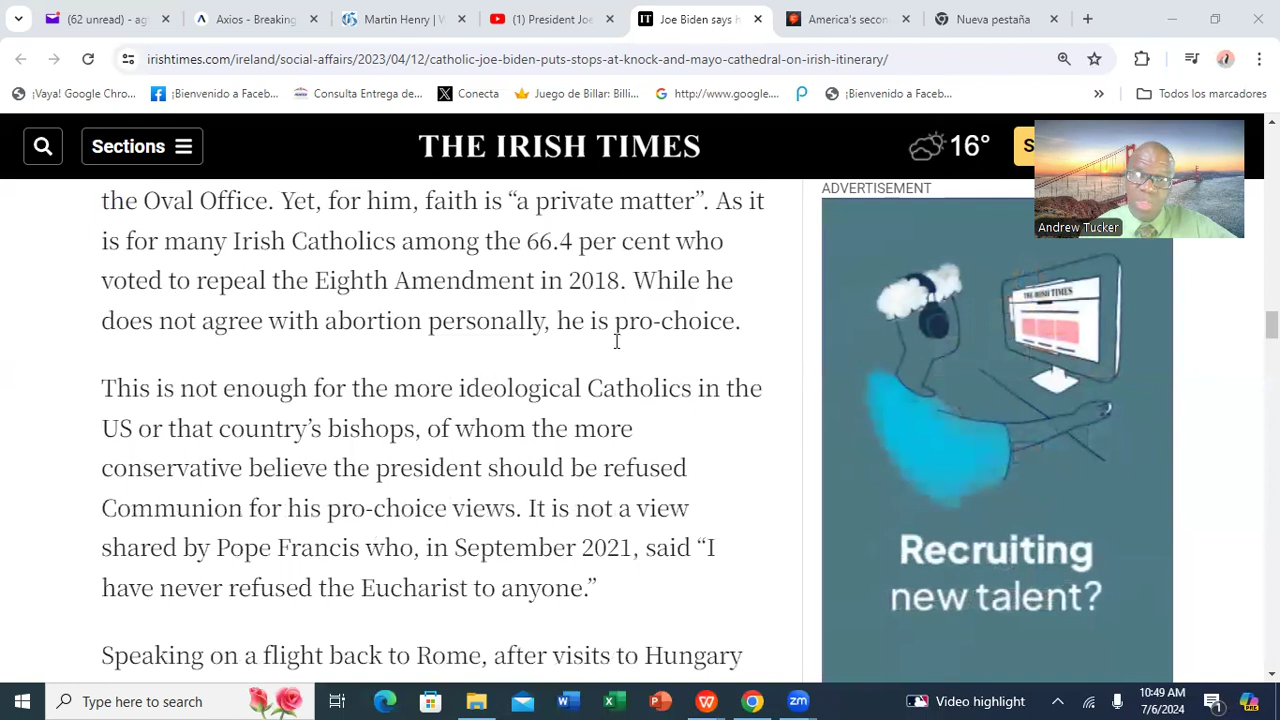 (62 unread) - ag
Axios - Breaking
Martin Henry | W
(1) President Joe
Joe Biden says h
America's secon
Nueva pestaña
irishtimes.com/ireland/social-affairs/2023/04/12/catholic-joe-biden-puts-stops-at-knock-and-mayo-cathedral-on-irish-itinerary/
¡Vaya! Google Chro...
¡Bienvenido a Faceb...
Consulta Entrega de...
Conecta
Juego de Billar: Billi...
http://www.google....
¡Bienvenido a Faceb...
Todos los marcadores
Sections
THE IRISH TIMES
16°
S
Andrew Tucker
the Oval Office. Yet, for him, faith is “a private matter”. As it
is for many Irish Catholics among the 66.4 per cent who
voted to repeal the Eighth Amendment in 2018. While he
does not agree with abortion personally, he is pro-choice.
This is not enough for the more ideological Catholics in the
US or that country’s bishops, of whom the more
conservative believe the president should be refused
Communion for his pro-choice views. It is not a view
shared by Pope Francis who, in September 2021, said “I
have never refused the Eucharist to anyone.”
Speaking on a flight back to Rome, after visits to Hungary
ADVERTISEMENT
THE IRISH TIMES
Recruiting
new talent?
Type here to search
Video highlight
10:49 AM
7/6/2024